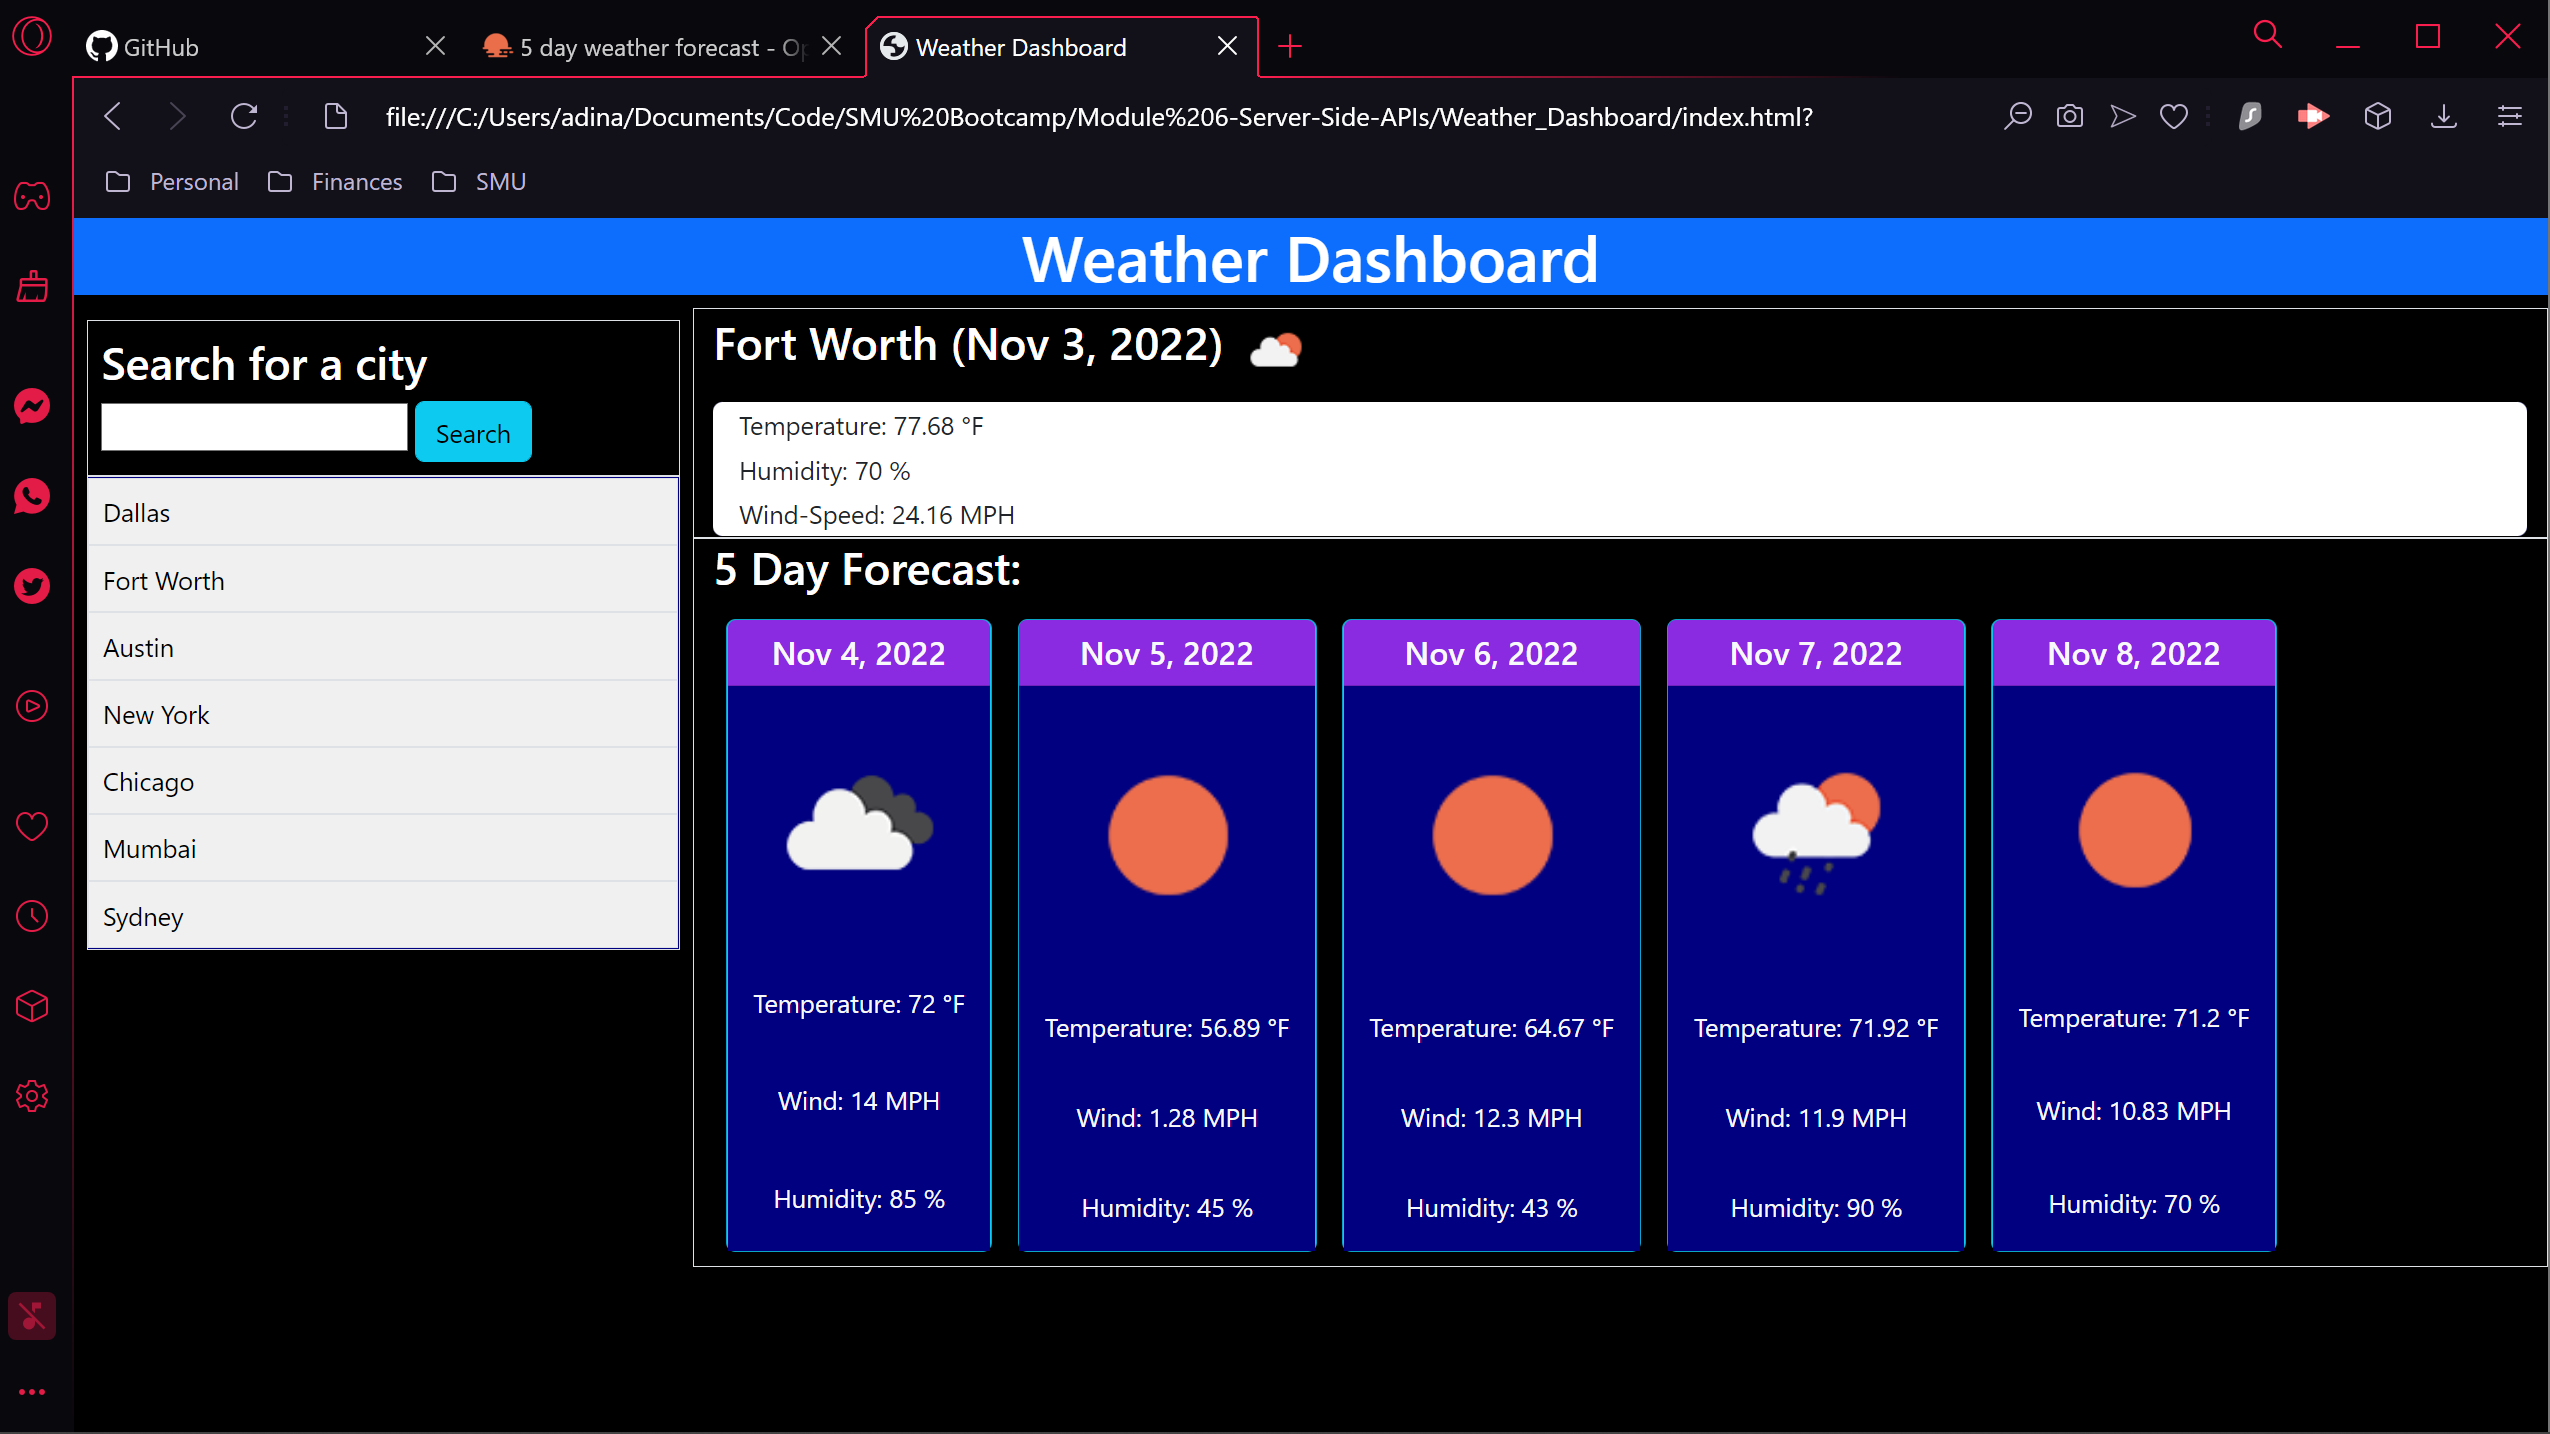 GitHub
5 day weather forecast - Op
Weather Dashboard
file:///C:/Users/adina/Documents/Code/SMU%20Bootcamp/Module%206-Server-Side-APIs/Weather_Dashboard/index.html?
Personal
Finances
SMU
Weather Dashboard
Search for a city
Search
Dallas
Fort Worth
Austin
New York
Chicago
Mumbai
Sydney
Fort Worth (Nov 3, 2022)
Temperature: 77.68 °F
Humidity: 70 %
Wind-Speed: 24.16 MPH
5 Day Forecast:
Nov 4, 2022
Temperature: 72 °F
Wind: 14 MPH
Humidity: 85 %
Nov 5, 2022
Temperature: 56.89 °F
Wind: 1.28 MPH
Humidity: 45 %
Nov 6, 2022
Temperature: 64.67 °F
Wind: 12.3 MPH
Humidity: 43 %
Nov 7, 2022
Temperature: 71.92 °F
Wind: 11.9 MPH
Humidity: 90 %
Nov 8, 2022
Temperature: 71.2 °F
Wind: 10.83 MPH
Humidity: 70 %